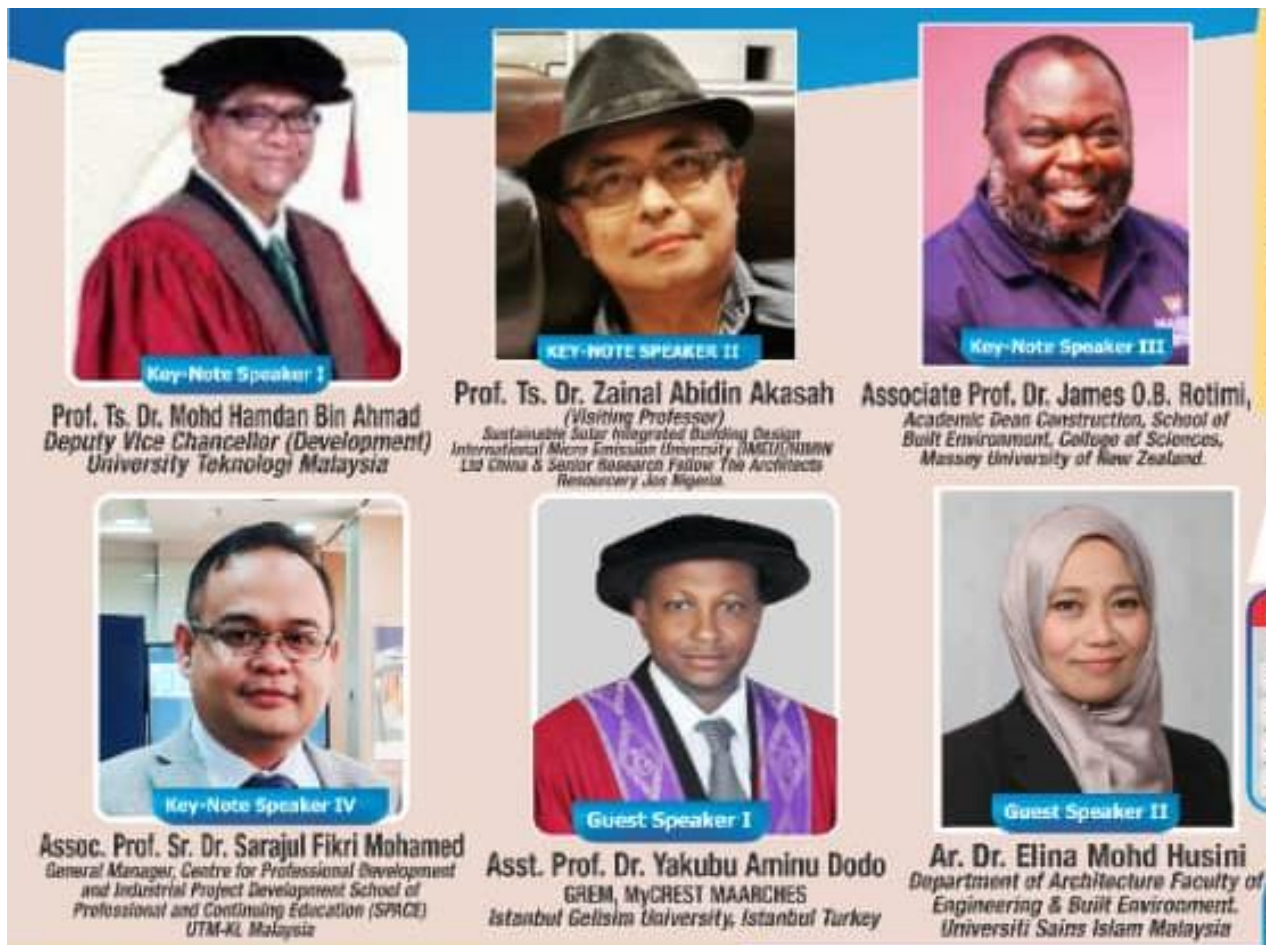 Key-Note Speaker I
Prof. Ts. Dr. Mohd Hamdan Bin Ahmad
Deputy Vice Chancellor (Development)
University Teknologi Malaysia
KEY-NOTE SPEAKER II
Prof. Ts. Dr. Zainal Abidin Akasah
(Visiting Professor)
Sustainable Solar Integrated Building Design
International Micro Emission University
Ltd China & Senior Research Fellow The Architects
Resourcery Jos Nigeria.
Key-Note Speaker III
Associate Prof. Dr. James O.B. Rotimi,
Academic Dean Construction, School of
Built Environment, College of Sciences,
Massey University of New Zealand.
Key-Note Speaker IV
Assoc. Prof. Sr. Dr. Sarajul Fikri Mohamed
General Manager, Centre for Professional Development
and Industrial Project Development School of
Professional and Continuing Education (SPACE)
UTM-KL Malaysia
Guest Speaker I
Asst. Prof. Dr. Yakubu Aminu Dodo
GREM, MyCREST MAARCHES
Istanbul Gelisim University, Istanbul Turkey
Guest Speaker II
Ar. Dr. Elina Mohd Husini
Department of Architecture Faculty of
Engineering & Built Environment.
Universiti Sains Islam Malaysia